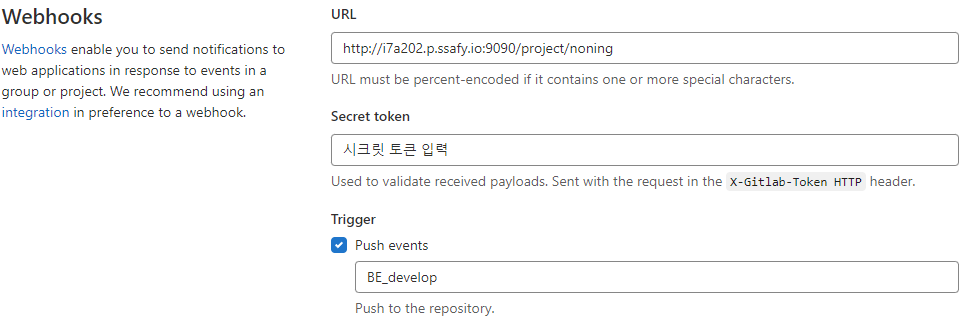 Webhooks
Webhooks enable you to send notifications to
web applications in response to events in a
group or project. We recommend using an
integration in preference to a webhook.
URL
http://i7a202.p.ssafy.io:9090/project/noning
URL must be percent-encoded if it contains one or more special characters.
Secret token
시크릿 토큰 입력
Used to validate received payloads. Sent with the request in the X-Gitlab-Token HTTP header.
Trigger
Push events
BE_develop
Push to the repository.